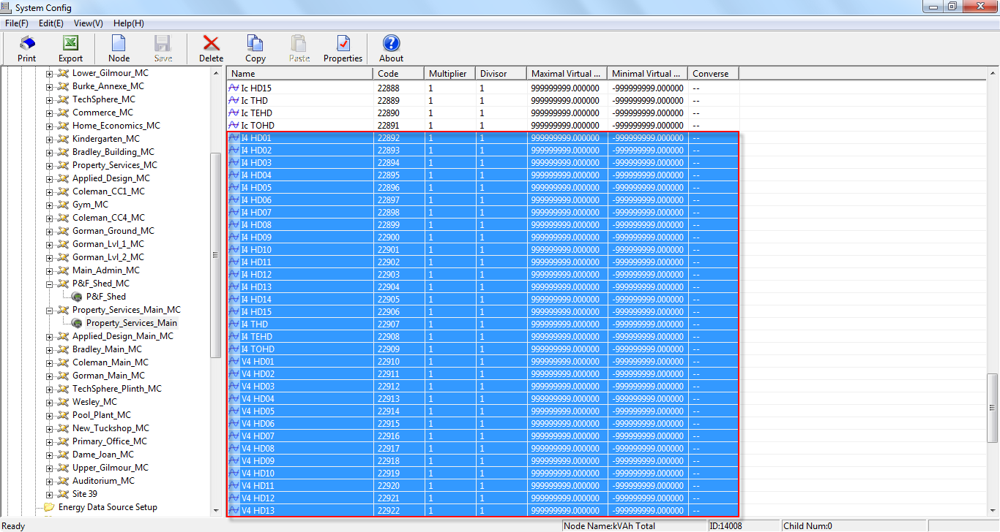 System Config
File(F) Edit(E) View(V) Help(H)
Print Export Node Save Delete Copy Paste Properties About
Lower_Gilmour_MC
Burke_Annexe_MC
TechSphere_MC
Commerce_MC
Home_Economics_MC
Kindergarten_MC
Bradley_Building_MC
Property_Services_MC
Applied_Design_MC
Coleman_CC1_MC
Gym_MC
Coleman_CC4_MC
Gorman_Ground_MC
Gorman_Lvl_1_MC
Gorman_Lvl_2_MC
Main_Admin_MC
P&F_Shed_MC
P&F_Shed
Property_Services_Main_MC
Property_Services_Main
Applied_Design_Main_MC
Bradley_Main_MC
Coleman_Main_MC
Gorman_Main_MC
TechSphere_Plinth_MC
Wesley_MC
Pool_Plant_MC
New_Tuckshop_MC
Primary_Office_MC
Dame_Joan_MC
Upper_Gilmour_MC
Auditorium_MC
Site 39
Energy Data Source Setup
Name Code Multiplier Divisor Maximal Virtual ... Minimal Virtual ... Converse
Ic HD15 22888 1 1 999999999.000000 -999999999.000000 --
Ic THD 22889 1 1 999999999.000000 -999999999.000000 --
Ic TEHD 22890 1 1 999999999.000000 -999999999.000000 --
Ic TOHD 22891 1 1 999999999.000000 -999999999.000000 --
I4 HD01 22892 1 1 999999999.000000 -999999999.000000 --
I4 HD02 22893 1 1 999999999.000000 -999999999.000000 --
I4 HD03 22894 1 1 999999999.000000 -999999999.000000 --
I4 HD04 22895 1 1 999999999.000000 -999999999.000000 --
I4 HD05 22896 1 1 999999999.000000 -999999999.000000 --
I4 HD06 22897 1 1 999999999.000000 -999999999.000000 --
I4 HD07 22898 1 1 999999999.000000 -999999999.000000 --
I4 HD08 22899 1 1 999999999.000000 -999999999.000000 --
I4 HD09 22900 1 1 999999999.000000 -999999999.000000 --
I4 HD10 22901 1 1 999999999.000000 -999999999.000000 --
I4 HD11 22902 1 1 999999999.000000 -999999999.000000 --
I4 HD12 22903 1 1 999999999.000000 -999999999.000000 --
I4 HD13 22904 1 1 999999999.000000 -999999999.000000 --
I4 HD14 22905 1 1 999999999.000000 -999999999.000000 --
I4 HD15 22906 1 1 999999999.000000 -999999999.000000 --
I4 THD 22907 1 1 999999999.000000 -999999999.000000 --
I4 TEHD 22908 1 1 999999999.000000 -999999999.000000 --
I4 TOHD 22909 1 1 999999999.000000 -999999999.000000 --
V4 HD01 22910 1 1 999999999.000000 -999999999.000000 --
V4 HD02 22911 1 1 999999999.000000 -999999999.000000 --
V4 HD03 22912 1 1 999999999.000000 -999999999.000000 --
V4 HD04 22913 1 1 999999999.000000 -999999999.000000 --
V4 HD05 22914 1 1 999999999.000000 -999999999.000000 --
V4 HD06 22915 1 1 999999999.000000 -999999999.000000 --
V4 HD07 22916 1 1 999999999.000000 -999999999.000000 --
V4 HD08 22917 1 1 999999999.000000 -999999999.000000 --
V4 HD09 22918 1 1 999999999.000000 -999999999.000000 --
V4 HD10 22919 1 1 999999999.000000 -999999999.000000 --
V4 HD11 22920 1 1 999999999.000000 -999999999.000000 --
V4 HD12 22921 1 1 999999999.000000 -999999999.000000 --
V4 HD13 22922 1 1 999999999.000000 -999999999.000000 --
Ready Node Name:kVAh Total ID:14008 Child Num:0